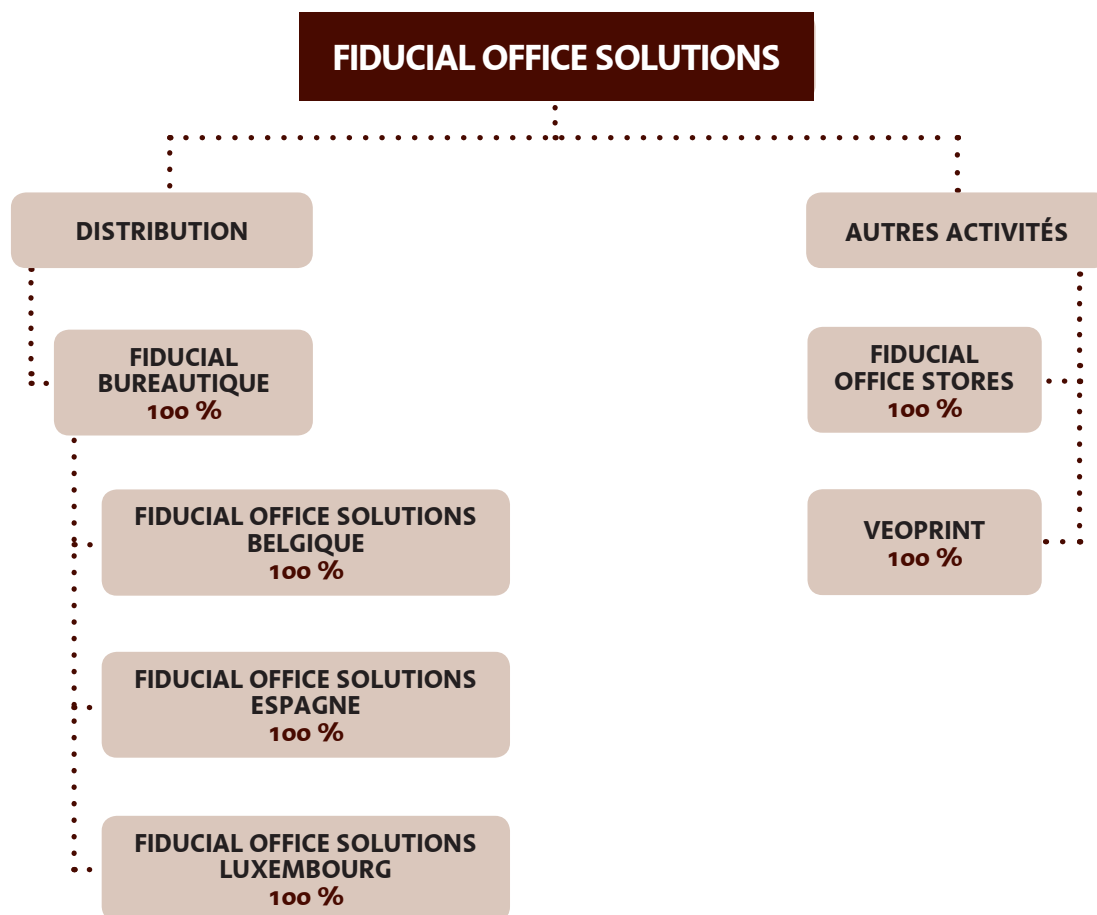 FIDUCIAL OFFICE SOLUTIONS
DISTRIBUTION
AUTRES ACTIVITÉS
FIDUCIAL
BUREAUTIQUE
100 %
FIDUCIAL
OFFICE STORES
100 %
FIDUCIAL OFFICE SOLUTIONS
BELGIQUE
100 %
VEOPRINT
100 %
FIDUCIAL OFFICE SOLUTIONS
ESPAGNE
100 %
FIDUCIAL OFFICE SOLUTIONS
LUXEMBOURG
100 %